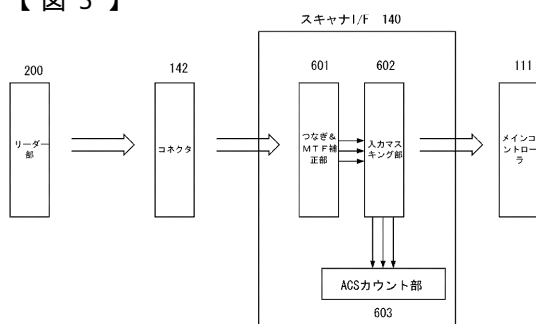 【図5】
スキャナI/F 140
200
142
601
602
111
リーダー
部
コネクタ
つなぎ&
MTF補
正部
入力マス
キング部
メインコ
ントロー
ラ
ACSカウント部
603